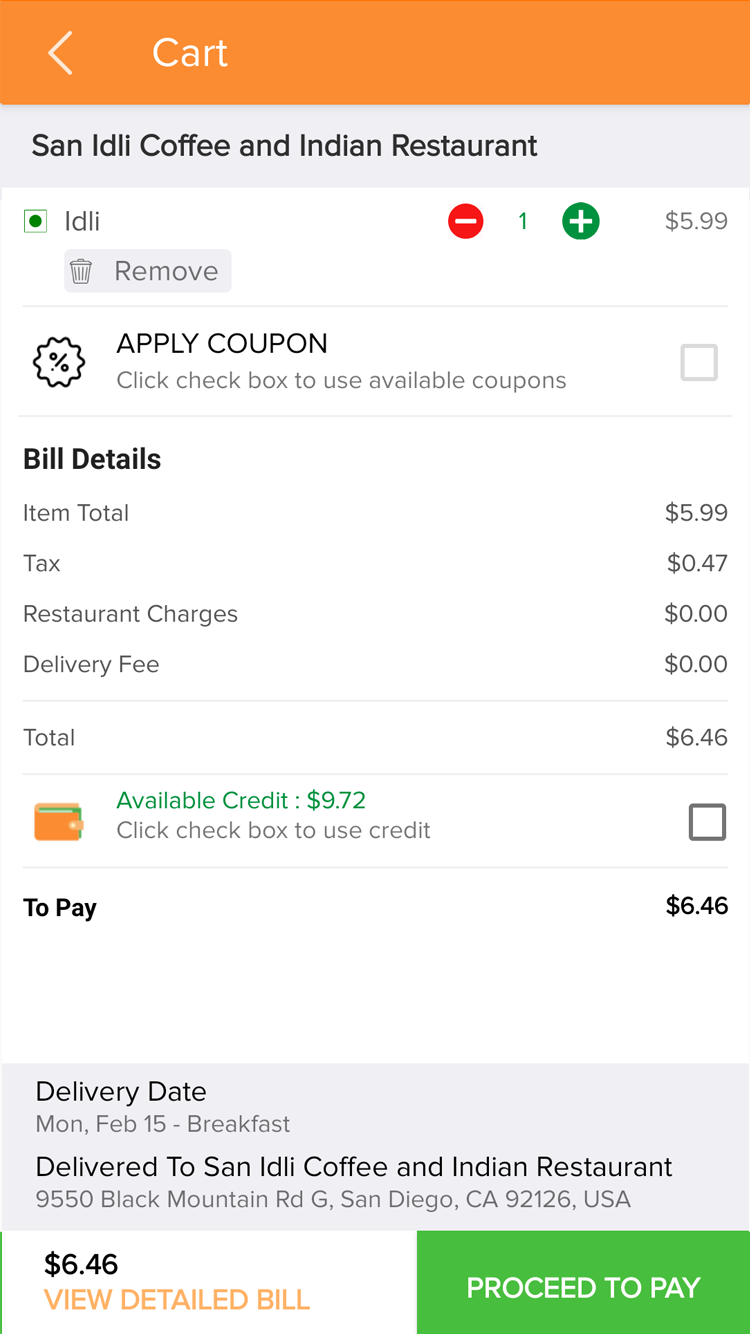 Cart
San Idli Coffee and Indian Restaurant
Idli 1 $5.99
Remove
APPLY COUPON
Click check box to use available coupons
Bill Details
Item Total $5.99
Tax $0.47
Restaurant Charges $0.00
Delivery Fee $0.00
Total $6.46
Available Credit : $9.72
Click check box to use credit
To Pay $6.46
Delivery Date
Mon, Feb 15 - Breakfast
Delivered To San Idli Coffee and Indian Restaurant
9550 Black Mountain Rd G, San Diego, CA 92126, USA
$6.46
VIEW DETAILED BILL
PROCEED TO PAY